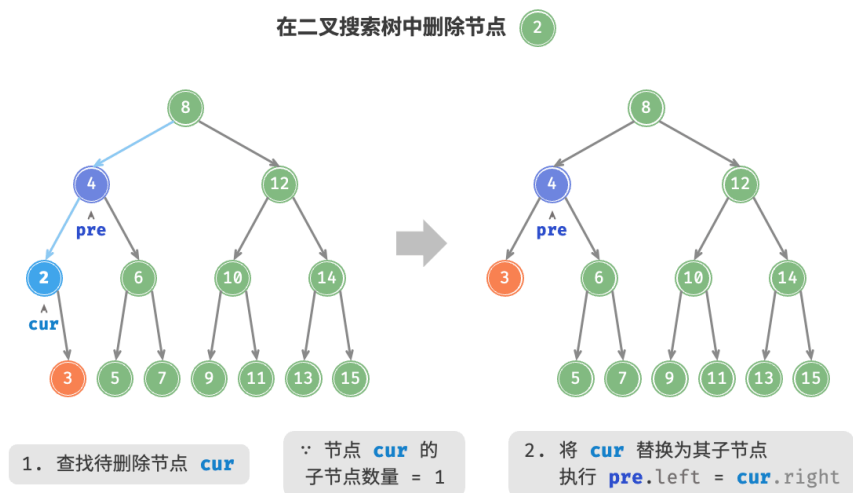 在二叉搜索树中删除节点 2
8 8
4 12 4 12
pre pre
2 6 10 14 3 6 10 14
cur
3 5 7 9 11 13 15 5 7 9 11 13 15
1. 查找待删除节点 cur
∵ 节点 cur 的
子节点数量 = 1
2. 将 cur 替换为其子节点
执行 pre.left = cur.right